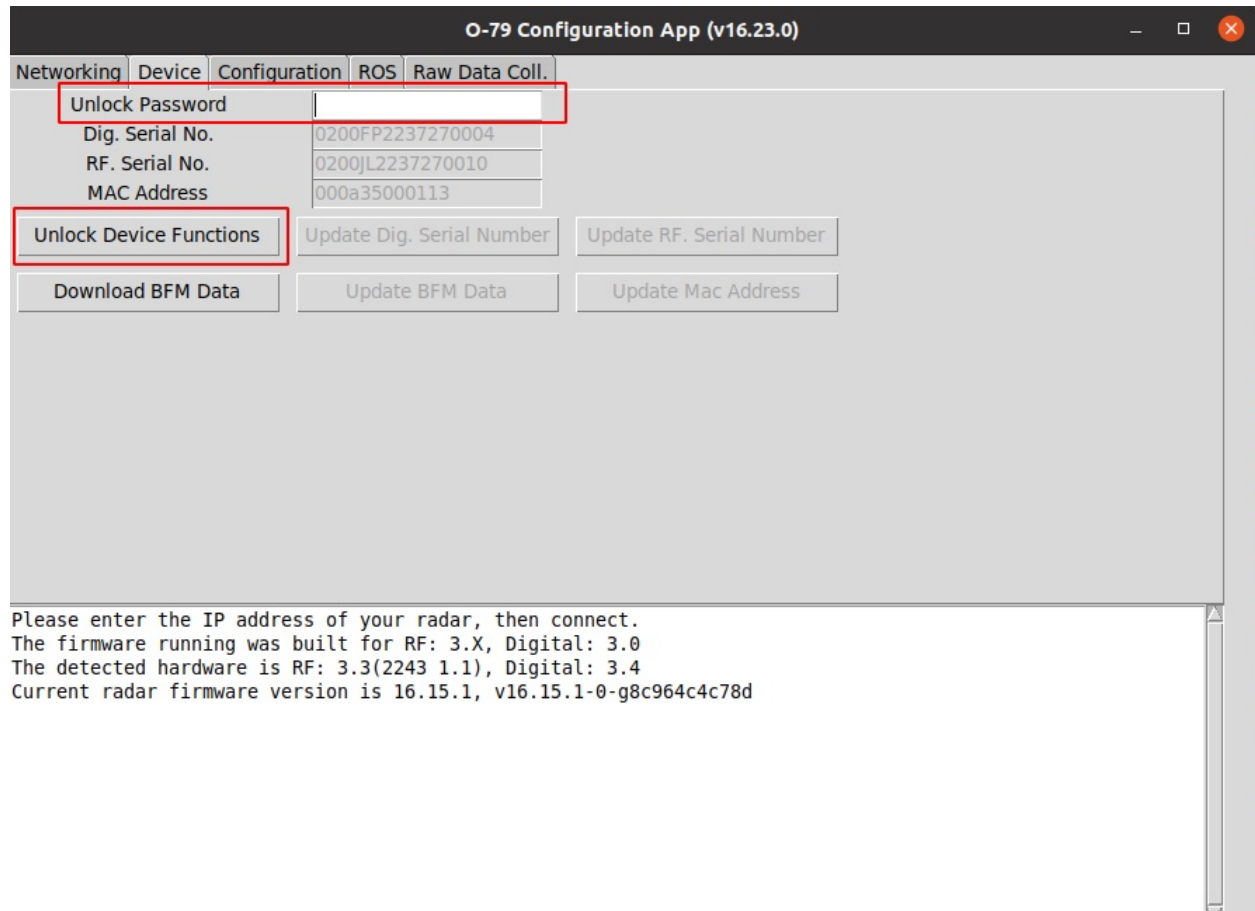 O-79 Configuration App (v16.23.0)
Networking Device Configuration ROS Raw Data Coll.
Unlock Password
Dig. Serial No. 0200FP2237270004
RF. Serial No. 0200JL2237270010
MAC Address 000a35000113
Unlock Device Functions Update Dig. Serial Number Update RF. Serial Number
Download BFM Data Update BFM Data Update Mac Address
Please enter the IP address of your radar, then connect.
The firmware running was built for RF: 3.X, Digital: 3.0
The detected hardware is RF: 3.3(2243 1.1), Digital: 3.4
Current radar firmware version is 16.15.1, v16.15.1-0-g8c964c4c78d